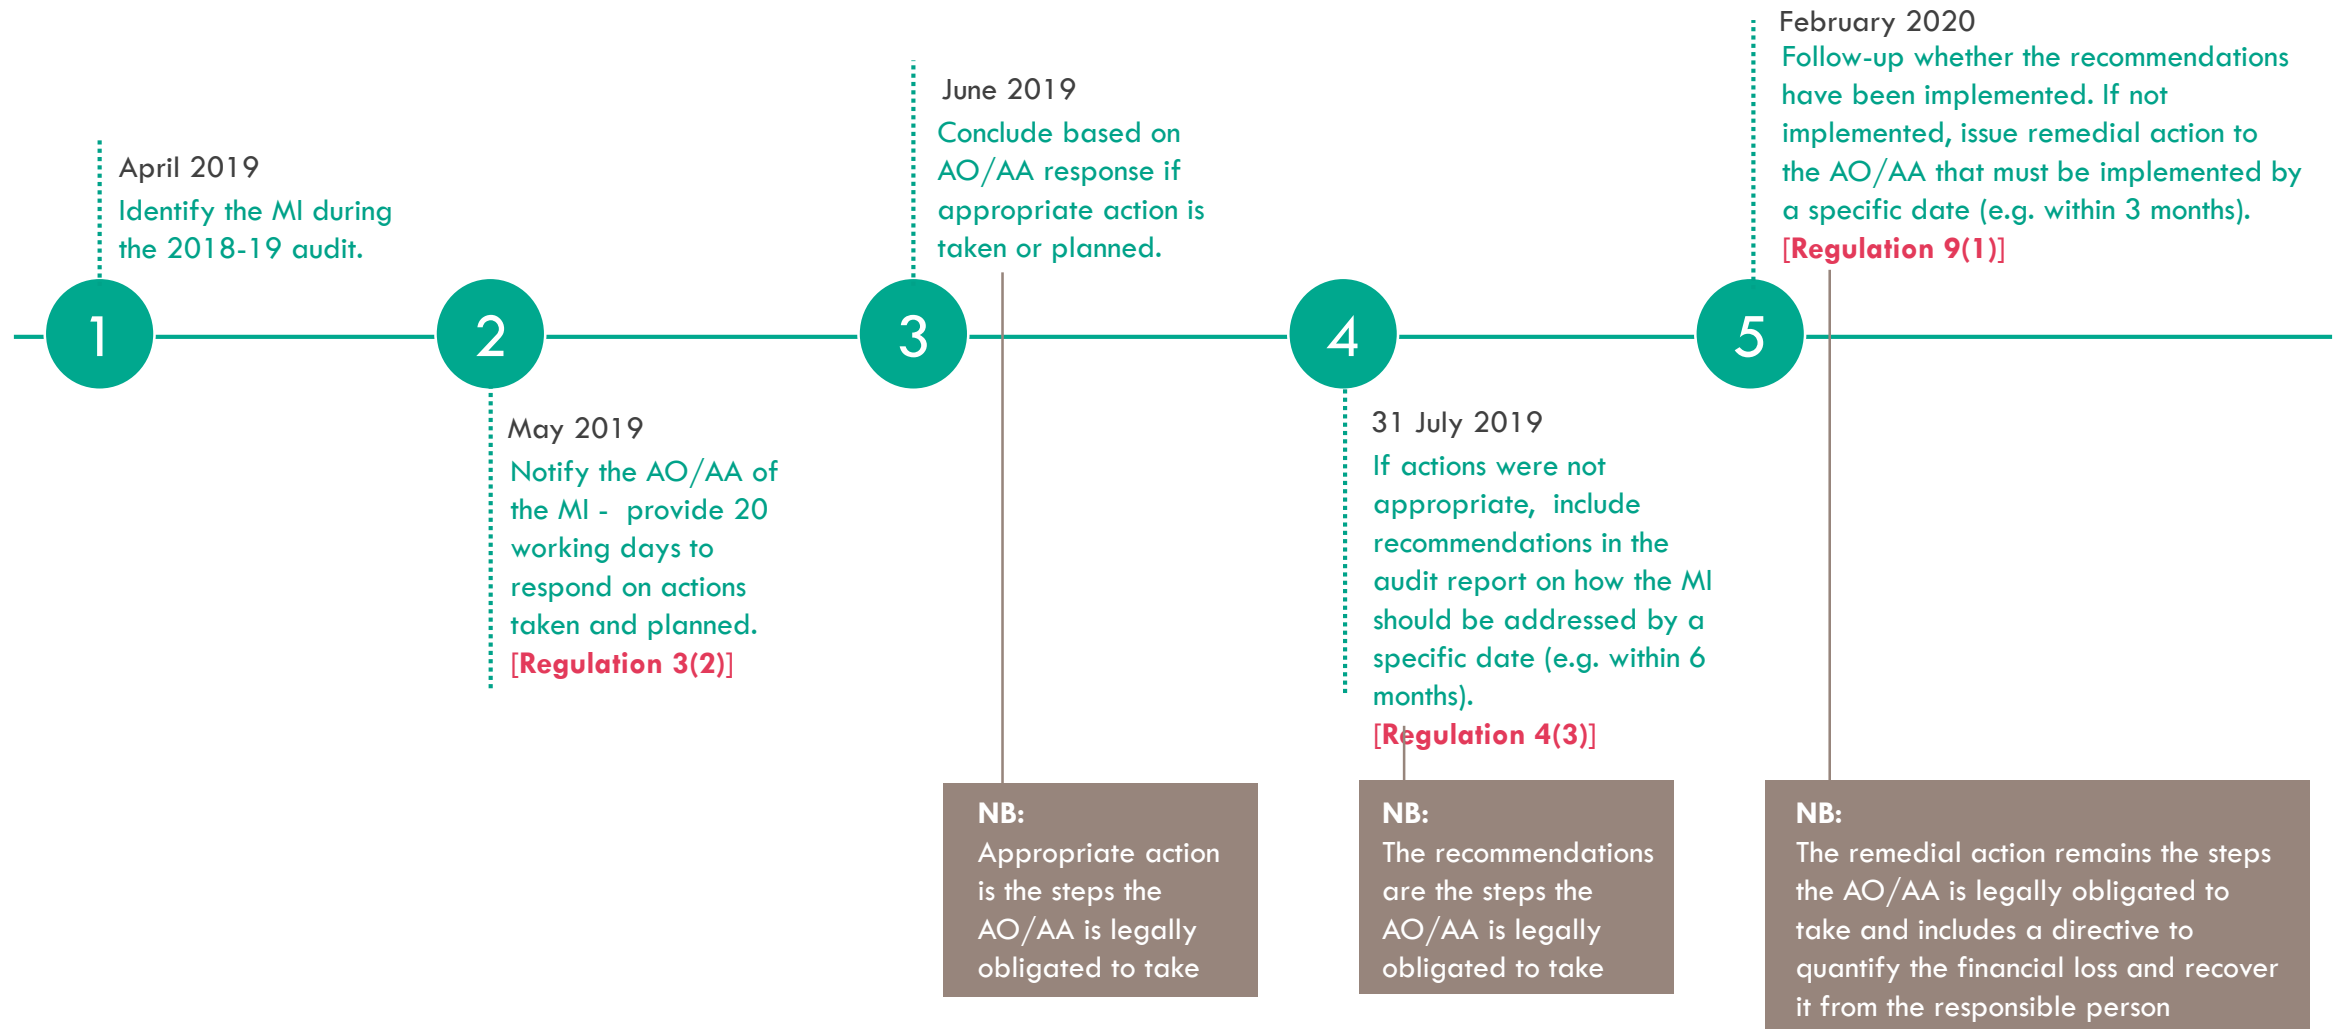 April 2019
Identify the MI during
the 2018-19 audit.
1
2
May 2019
Notify the AO/AA of
the MI - provide 20
working days to
respond on actions
taken and planned.
[Regulation 3(2)]
June 2019
Conclude based on
AO/AA response if
appropriate action is
taken or planned.
3
NB:
Appropriate action
is the steps the
AO/AA is legally
obligated to take
4
31 July 2019
If actions were not
appropriate, include
recommendations in the
audit report on how the MI
should be addressed by a
specific date (e.g. within 6
months).
[Regulation 4(3)]
NB:
The recommendations
are the steps the
AO/AA is legally
obligated to take
February 2020
Follow-up whether the recommendations
have been implemented. If not
implemented, issue remedial action to
the AO/AA that must be implemented by
a specific date (e.g. within 3 months).
[Regulation 9(1)]
5
NB:
The remedial action remains the steps
the AO/AA is legally obligated to
take and includes a directive to
quantify the financial loss and recover
it from the responsible person